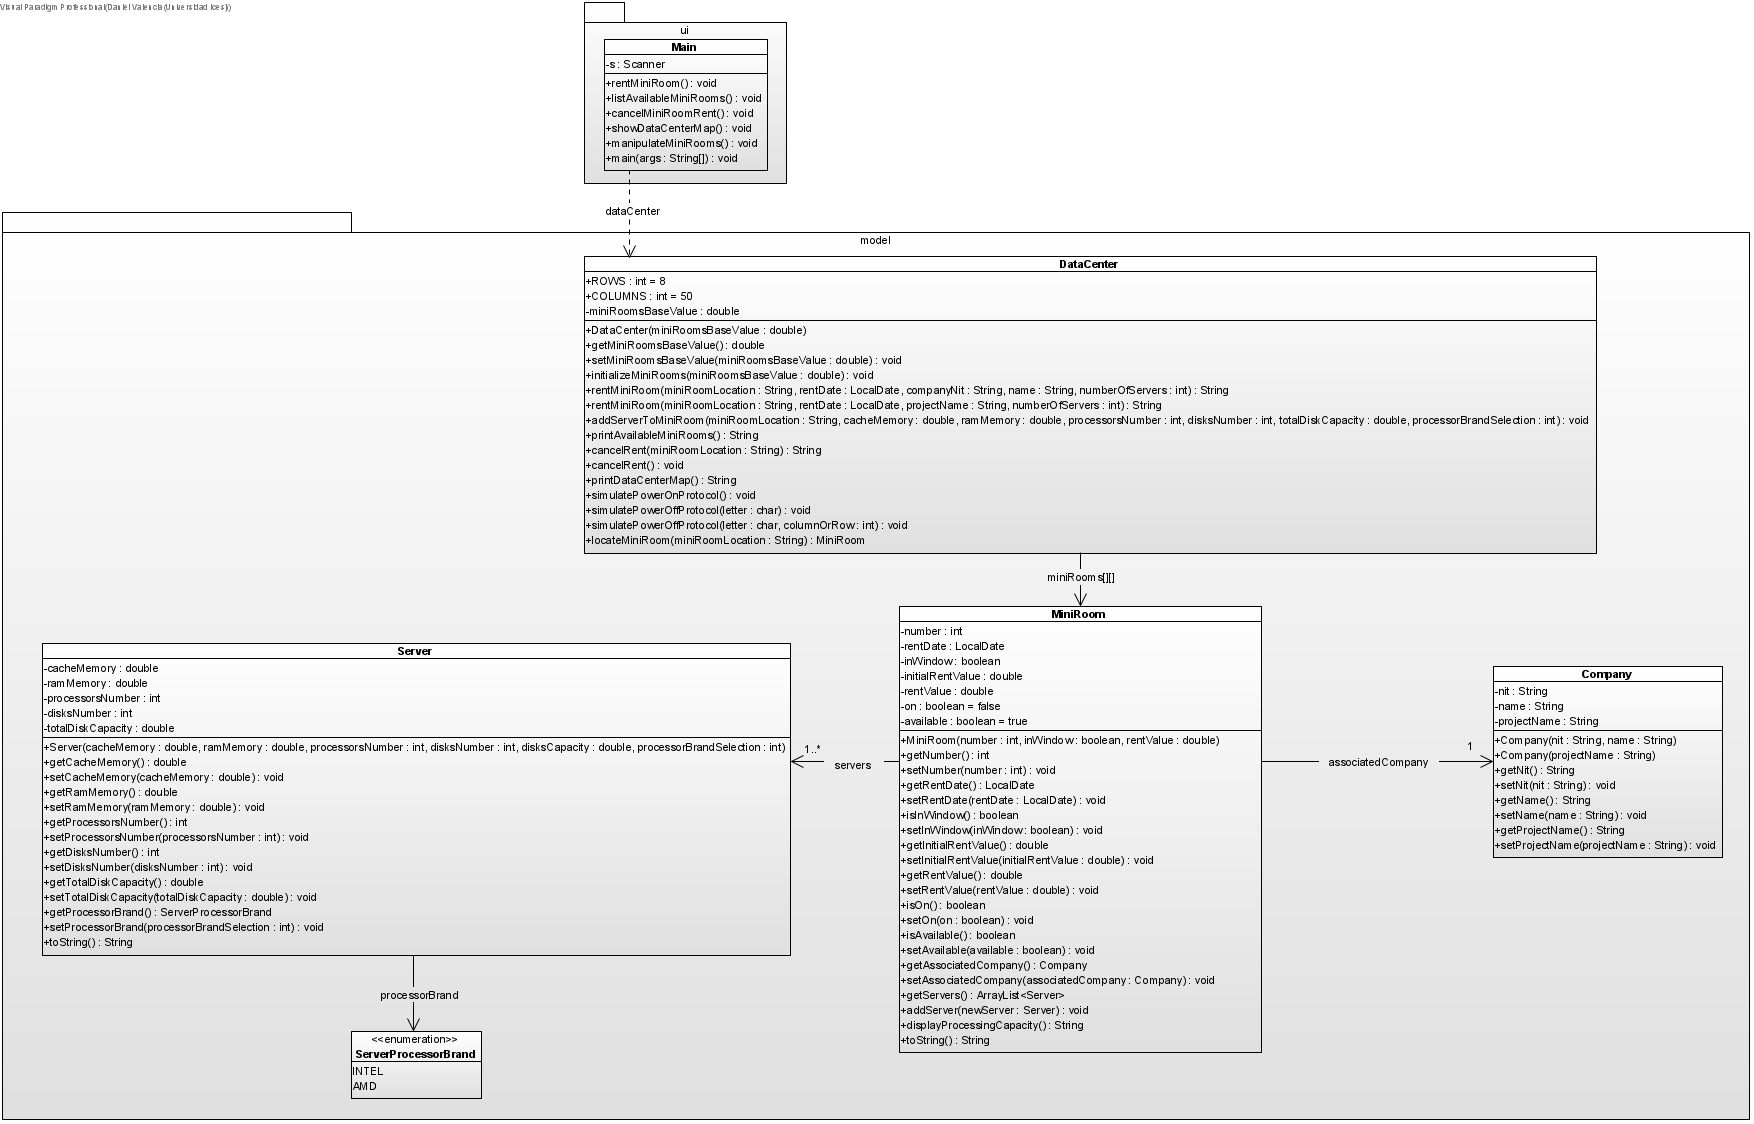 Visual Paradigm Professional(Daniel Valencia(Universidad Icesi))
ui
Main
-s : Scanner
+rentMiniRoom() : void
+listAvailableMiniRooms() : void
+cancelMiniRoomRent() : void
+showDataCenterMap() : void
+manipulateMiniRooms() : void
+main(args : String[]) : void
dataCenter
model
DataCenter
+ROWS : int = 8
+COLUMNS : int = 50
-miniRoomsBaseValue : double
+DataCenter(miniRoomsBaseValue : double)
+getMiniRoomsBaseValue() : double
+setMiniRoomsBaseValue(miniRoomsBaseValue : double) : void
+initializeMiniRooms(miniRoomsBaseValue : double) : void
+rentMiniRoom(miniRoomLocation : String, rentDate : LocalDate, companyNit : String, name : String, numberOfServers : int) : String
+rentMiniRoom(miniRoomLocation : String, rentDate : LocalDate, projectName : String, numberOfServers : int) : String
+addServerToMiniRoom(miniRoomLocation : String, cacheMemory : double, ramMemory : double, processorsNumber : int, disksNumber : int, totalDiskCapacity : double, processorBrandSelection : int) : void
+printAvailableMiniRooms() : String
+cancelRent(miniRoomLocation : String) : String
+cancelRent() : void
+printDataCenterMap() : String
+simulatePowerOnProtocol() : void
+simulatePowerOffProtocol(letter : char) : void
+simulatePowerOffProtocol(letter : char, columnOrRow : int) : void
+locateMiniRoom(miniRoomLocation : String) : MiniRoom
miniRooms[][]
MiniRoom
-number : int
-rentDate : LocalDate
-inWindow : boolean
-initialRentValue : double
-rentValue : double
-on : boolean = false
-available : boolean = true
+MiniRoom(number : int, inWindow : boolean, rentValue : double)
+getNumber() : int
+setNumber(number : int) : void
+getRentDate() : LocalDate
+setRentDate(rentDate : LocalDate) : void
+isInWindow() : boolean
+setInWindow(inWindow : boolean) : void
+getInitialRentValue() : double
+setInitialRentValue(initialRentValue : double) : void
+getRentValue() : double
+setRentValue(rentValue : double) : void
+isOn() : boolean
+setOn(on : boolean) : void
+isAvailable() : boolean
+setAvailable(available : boolean) : void
+getAssociatedCompany() : Company
+setAssociatedCompany(associatedCompany : Company) : void
+getServers() : ArrayList<Server>
+addServer(newServer : Server) : void
+displayProcessingCapacity() : String
+toString() : String
Server
-cacheMemory : double
-ramMemory : double
-processorsNumber : int
-disksNumber : int
-totalDiskCapacity : double
+Server(cacheMemory : double, ramMemory : double, processorsNumber : int, disksNumber : int, disksCapacity : double, processorBrandSelection : int)
+getCacheMemory() : double
+setCacheMemory(cacheMemory : double) : void
+getRamMemory() : double
+setRamMemory(ramMemory : double) : void
+getProcessorsNumber() : int
+setProcessorsNumber(processorsNumber : int) : void
+getDisksNumber() : int
+setDisksNumber(disksNumber : int) : void
+getTotalDiskCapacity() : double
+setTotalDiskCapacity(totalDiskCapacity : double) : void
+getProcessorBrand() : ServerProcessorBrand
+setProcessorBrand(processorBrandSelection : int) : void
+toString() : String
1..*
servers
1
associatedCompany
Company
-nit : String
-name : String
-projectName : String
+Company(nit : String, name : String)
+Company(projectName : String)
+getNit() : String
+setNit(nit : String) : void
+getName() : String
+setName(name : String) : void
+getProjectName() : String
+setProjectName(projectName : String) : void
processorBrand
<<enumeration>>
ServerProcessorBrand
INTEL
AMD